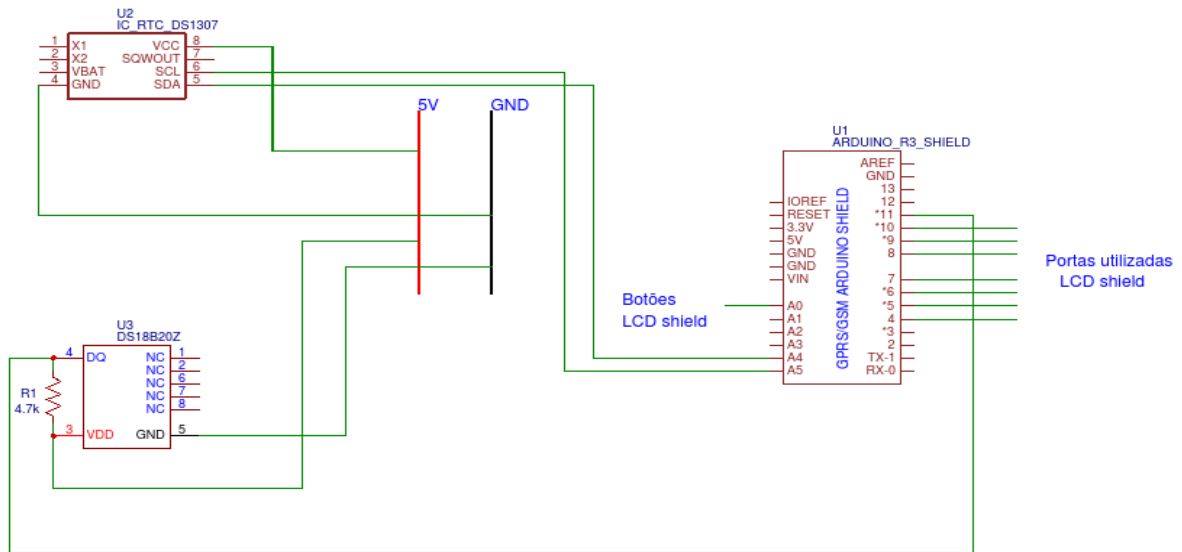 U2
IC_RTC_DS1307
1 X1 VCC 8
2 X2 SQWOUT 7
3 VBAT SCL 6
4 GND SDA 5
5V GND
U1
ARDUINO_R3_SHIELD
AREF
GND
13
IOREF 12
RESET *11
3.3V *10
5V *9
GND 8
GND
VIN 7
*6
A0 *5
A1 4
A2 *3
A3 2
A4 TX-1
A5 RX-0
GPRS/GSM ARDUINO SHIELD
Portas utilizadas
LCD shield
Botões
LCD shield
U3
DS18B20Z
4 DQ NC 1
NC 2
NC 6
NC 7
NC 8
3 VDD GND 5
R1
4.7k